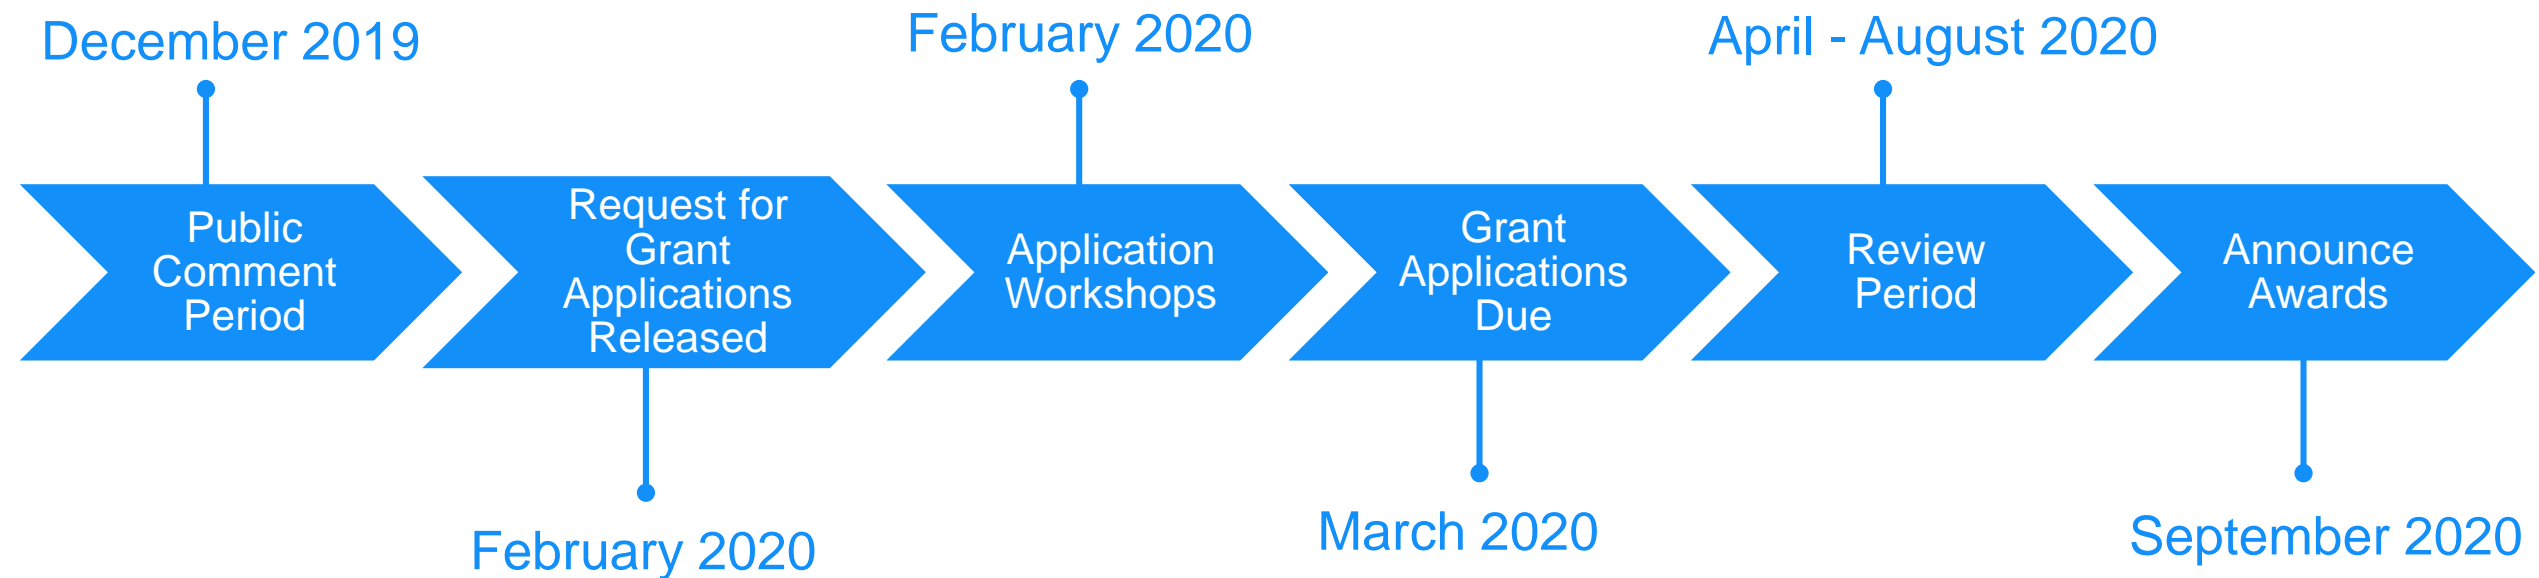 December 2019
February 2020
April - August 2020
Public
Comment
Period
Request for
Grant
Applications
Released
Application
Workshops
Grant
Applications
Due
Review
Period
Announce
Awards
February 2020
March 2020
September 2020